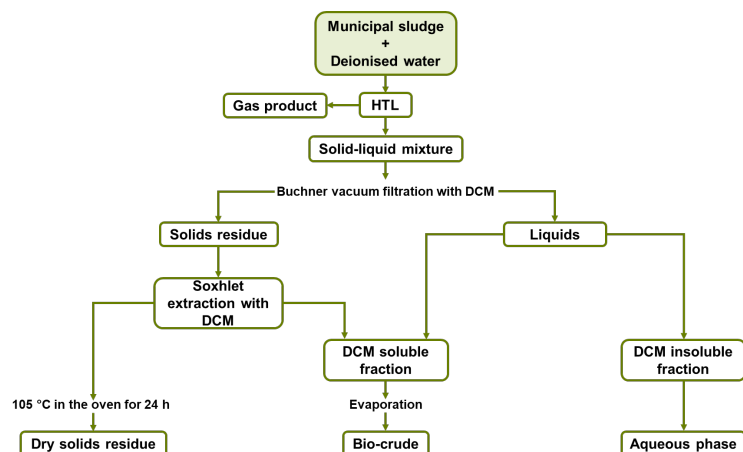 Municipal sludge
+
Deionised water
Gas product
HTL
Solid-liquid mixture
Buchner vacuum filtration with DCM
Solids residue
Liquids
Soxhlet
extraction with
DCM
DCM soluble
fraction
DCM insoluble
fraction
105 °C in the oven for 24 h
Evaporation
Dry solids residue
Bio-crude
Aqueous phase